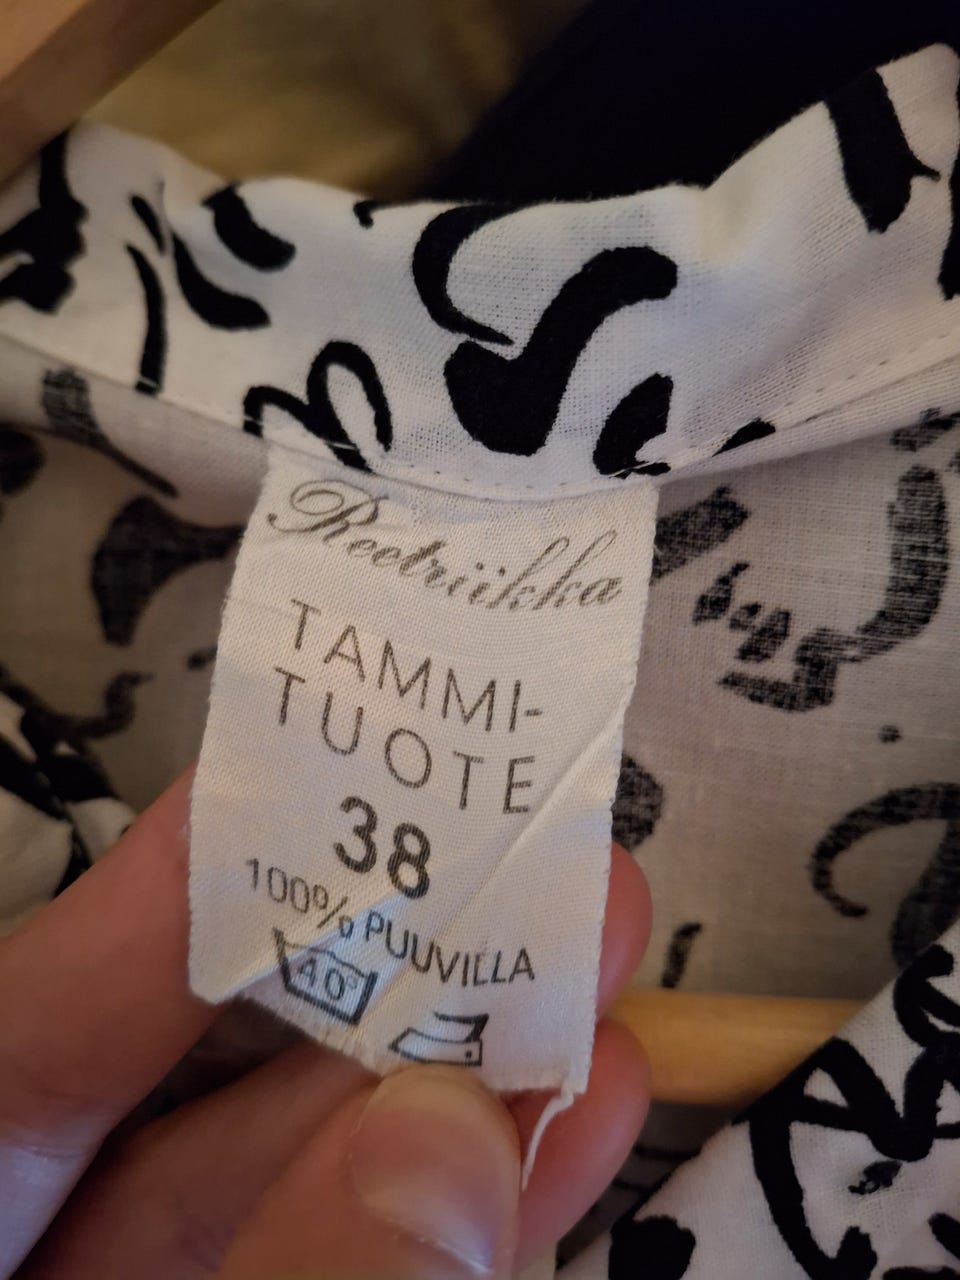 Reetriikka
TAMMI-
TUOTE
38
100% PUUVILLA
40°